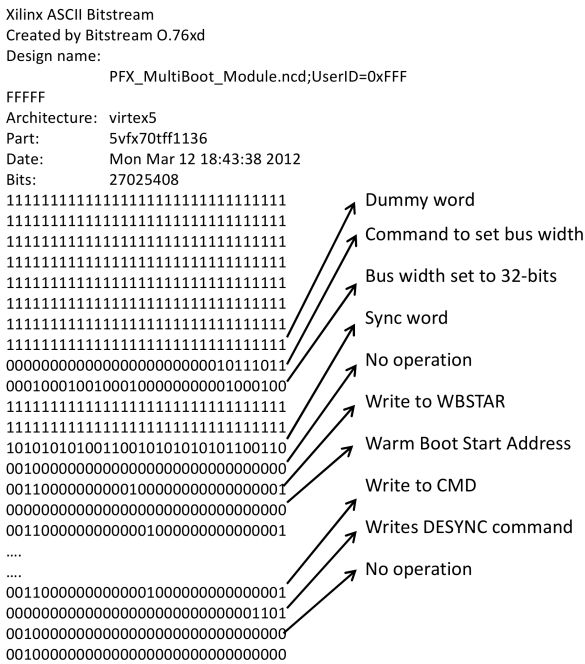 Xilinx ASCII Bitstream
Created by Bitstream O.76xd
Design name:
PFX_MultiBoot_Module.ncd;UserID=0xFFF
FFFFF
Architecture: virtex5
Part: 5vfx70tff1136
Date: Mon Mar 12 18:43:38 2012
Bits: 27025408
11111111111111111111111111111111
11111111111111111111111111111111
11111111111111111111111111111111
11111111111111111111111111111111
11111111111111111111111111111111
11111111111111111111111111111111
11111111111111111111111111111111
11111111111111111111111111111111
00000000000000000000000010111011
00010001001000100000000001000100
11111111111111111111111111111111
11111111111111111111111111111111
10101010100110010101010101100110
00100000000000000000000000000000
00110000000000100000000000000001
00000000000000000000000000000000
00110000000000001000000000000001
....
....
00110000000000001000000000000001
00000000000000000000000000001101
00100000000000000000000000000000
00100000000000000000000000000000
Dummy word
Command to set bus width
Bus width set to 32-bits
Sync word
No operation
Write to WBSTAR
Warm Boot Start Address
Write to CMD
Writes DESYNC command
No operation